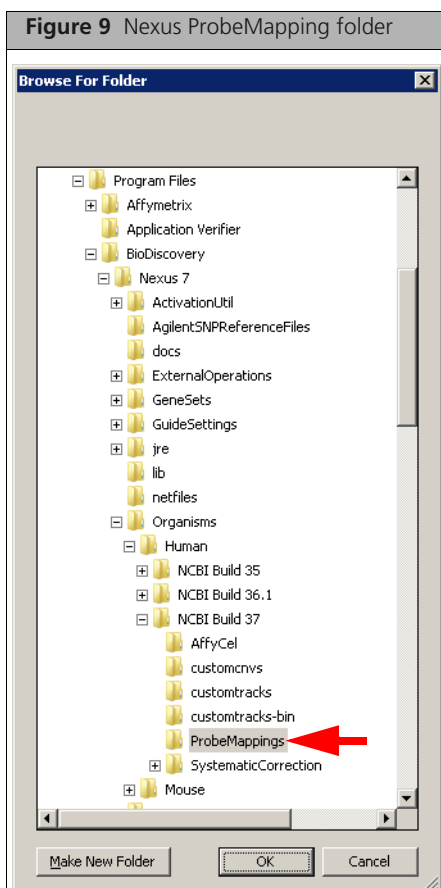 Figure 9 Nexus ProbeMapping folder
Browse For Folder
Program Files
Affymetrix
Application Verifier
BioDiscovery
Nexus 7
ActivationUtil
AgilentSNPReferenceFiles
docs
ExternalOperations
GeneSets
GuideSettings
jre
lib
netfiles
Organisms
Human
NCBI Build 35
NCBI Build 36.1
NCBI Build 37
AffyCel
customcnvs
customtracks
customtracks-bin
ProbeMappings
SystematicCorrection
Mouse
Make New Folder OK Cancel